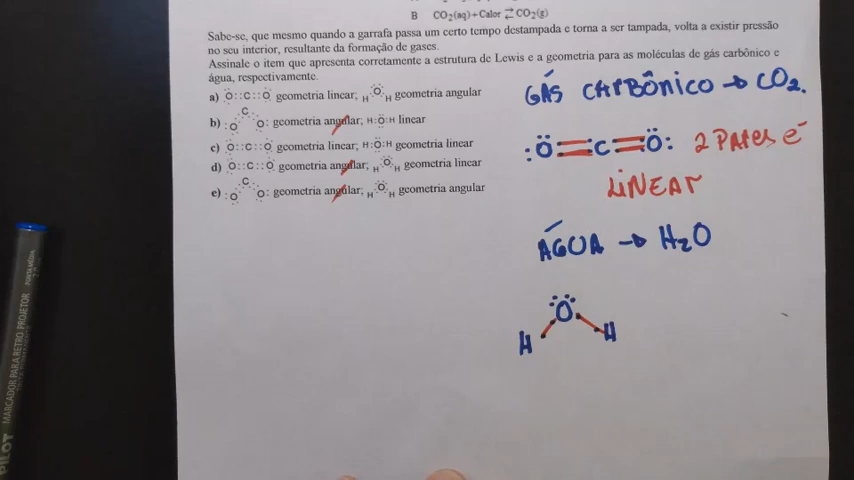 B CO₂(aq) + Calor ⇄ CO₂(g)
Sabe-se, que mesmo quando a garrafa passa um certo tempo destampada e torna a ser tampada, volta a existir pressão
no seu interior, resultante da formação de gases.
Assinale o item que apresenta corretamente a estrutura de Lewis e a geometria para as moléculas de gás carbônico e
água, respectivamente.
a) O::C::O geometria linear; H O H geometria angular
b) :O C O: geometria angular; H:O:H linear
c) O::C::O geometria linear; H:O:H geometria linear
d) O::C::O geometria angular; H O H geometria linear
e) :O C O: geometria angular; H O H geometria angular
GÁS CARBÔNICO → CO₂.
:Ö=C=Ö: 2 PARES e⁻
LINEAR
ÁGUA → H₂O
O
H H
PILOT MARCADOR PARA RETRO PROJETOR PONTA MÉDIA